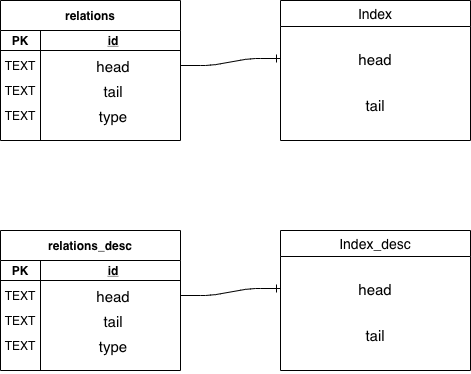 relations
PK id
TEXT head
TEXT tail
TEXT type
Index
head
tail
relations_desc
PK id
TEXT head
TEXT tail
TEXT type
Index_desc
head
tail